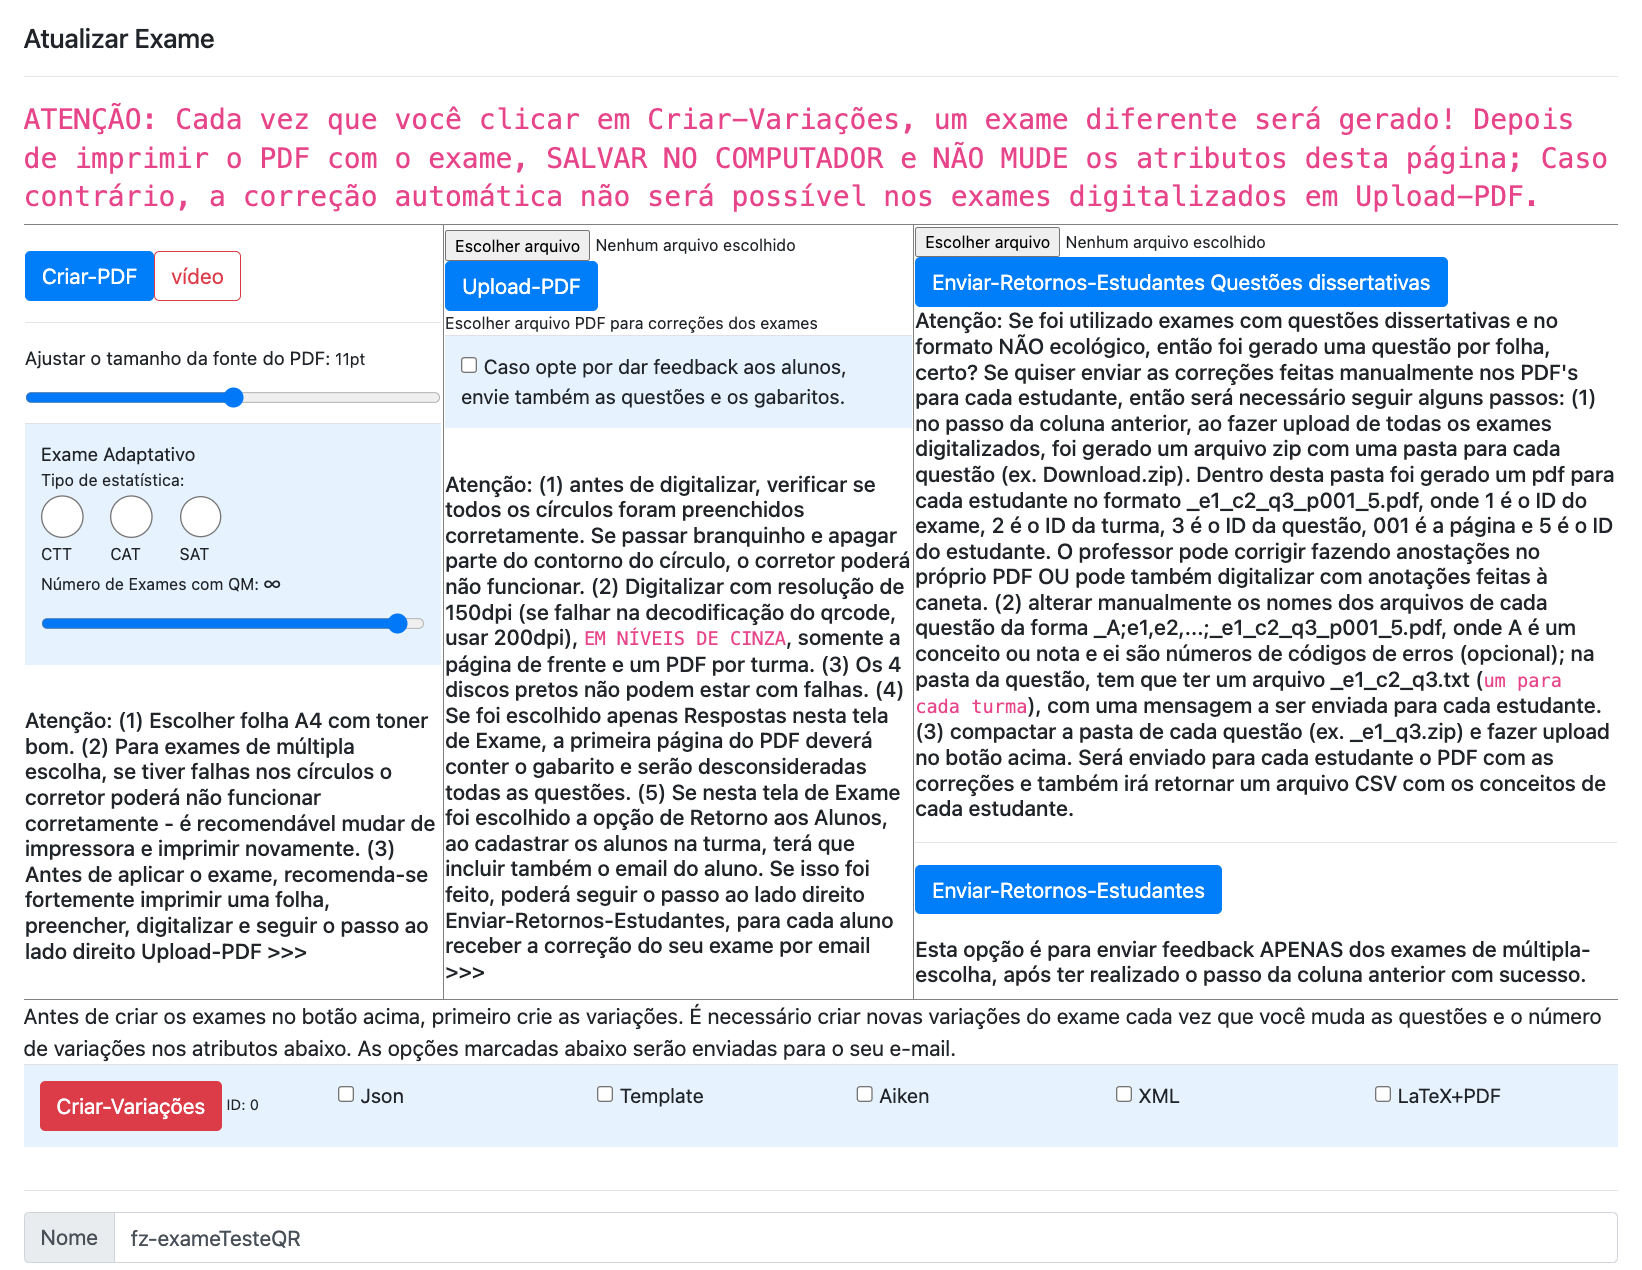 Atualizar Exame
ATENÇÃO: Cada vez que você clicar em Criar-Variações, um exame diferente será gerado! Depois
de imprimir o PDF com o exame, SALVAR NO COMPUTADOR e NÃO MUDE os atributos desta página; Caso
contrário, a correção automática não será possível nos exames digitalizados em Upload-PDF.
Criar-PDF vídeo
Ajustar o tamanho da fonte do PDF: 11pt
Exame Adaptativo
Tipo de estatística:
CTT CAT SAT
Número de Exames com QM: ∞
Atenção: (1) Escolher folha A4 com toner
bom. (2) Para exames de múltipla
escolha, se tiver falhas nos círculos o
corretor poderá não funcionar
corretamente - é recomendável mudar de
impressora e imprimir novamente. (3)
Antes de aplicar o exame, recomenda-se
fortemente imprimir uma folha,
preencher, digitalizar e seguir o passo ao
lado direito Upload-PDF >>>
Escolher arquivo Nenhum arquivo escolhido
Upload-PDF
Escolher arquivo PDF para correções dos exames
Caso opte por dar feedback aos alunos,
envie também as questões e os gabaritos.
Atenção: (1) antes de digitalizar, verificar se
todos os círculos foram preenchidos
corretamente. Se passar branquinho e apagar
parte do contorno do círculo, o corretor poderá
não funcionar. (2) Digitalizar com resolução de
150dpi (se falhar na decodificação do qrcode,
usar 200dpi), EM NÍVEIS DE CINZA, somente a
página de frente e um PDF por turma. (3) Os 4
discos pretos não podem estar com falhas. (4)
Se foi escolhido apenas Respostas nesta tela
de Exame, a primeira página do PDF deverá
conter o gabarito e serão desconsideradas
todas as questões. (5) Se nesta tela de Exame
foi escolhido a opção de Retorno aos Alunos,
ao cadastrar os alunos na turma, terá que
incluir também o email do aluno. Se isso foi
feito, poderá seguir o passo ao lado direito
Enviar-Retornos-Estudantes, para cada aluno
receber a correção do seu exame por email
>>>
Escolher arquivo Nenhum arquivo escolhido
Enviar-Retornos-Estudantes Questões dissertativas
Atenção: Se foi utilizado exames com questões dissertativas e no
formato NÃO ecológico, então foi gerado uma questão por folha,
certo? Se quiser enviar as correções feitas manualmente nos PDF's
para cada estudante, então será necessário seguir alguns passos: (1)
no passo da coluna anterior, ao fazer upload de todas os exames
digitalizados, foi gerado um arquivo zip com uma pasta para cada
questão (ex. Download.zip). Dentro desta pasta foi gerado um pdf para
cada estudante no formato _e1_c2_q3_p001_5.pdf, onde 1 é o ID do
exame, 2 é o ID da turma, 3 é o ID da questão, 001 é a página e 5 é o ID
do estudante. O professor pode corrigir fazendo anostações no
próprio PDF OU pode também digitalizar com anotações feitas à
caneta. (2) alterar manualmente os nomes dos arquivos de cada
questão da forma _A;e1,e2,...;_e1_c2_q3_p001_5.pdf, onde A é um
conceito ou nota e ei são números de códigos de erros (opcional); na
pasta da questão, tem que ter um arquivo _e1_c2_q3.txt (um para
cada turma), com uma mensagem a ser enviada para cada estudante.
(3) compactar a pasta de cada questão (ex. _e1_q3.zip) e fazer upload
no botão acima. Será enviado para cada estudante o PDF com as
correções e também irá retornar um arquivo CSV com os conceitos de
cada estudante.
Enviar-Retornos-Estudantes
Esta opção é para enviar feedback APENAS dos exames de múltipla-
escolha, após ter realizado o passo da coluna anterior com sucesso.
Antes de criar os exames no botão acima, primeiro crie as variações. É necessário criar novas variações do exame cada vez que você muda as questões e o número
de variações nos atributos abaixo. As opções marcadas abaixo serão enviadas para o seu e-mail.
Criar-Variações ID: 0 Json Template Aiken XML LaTeX+PDF
Nome fz-exameTesteQR